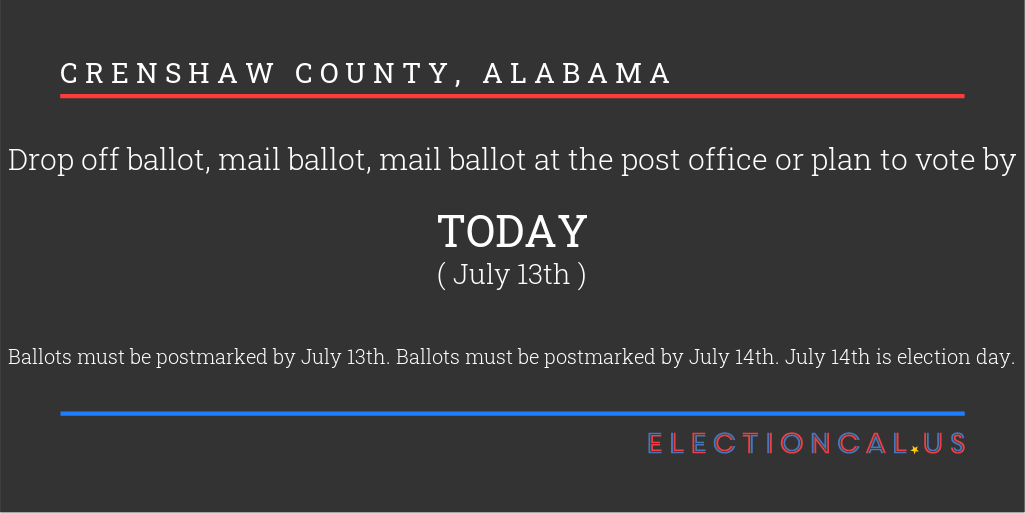 CRENSHAW COUNTY, ALABAMA
Drop off ballot, mail ballot, mail ballot at the post office or plan to vote by
TODAY
( July 13th )
Ballots must be postmarked by July 13th. Ballots must be postmarked by July 14th. July 14th is election day.
ELECTIONCAL.US